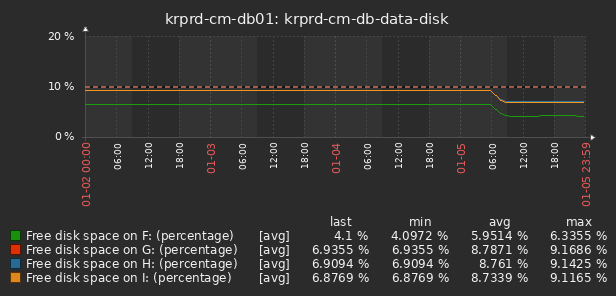 krprd-cm-db01: krprd-cm-db-data-disk
20 %
10 %
0 %
01-02 00:00 06:00 12:00 18:00 01-03 06:00 12:00 18:00 01-04 06:00 12:00 18:00 01-05 06:00 12:00 18:00 01-05 23:59
last min avg max
Free disk space on F: (percentage) [avg] 4.1 % 4.0972 % 5.9514 % 6.3355 %
Free disk space on G: (percentage) [avg] 6.9355 % 6.9355 % 8.7871 % 9.1686 %
Free disk space on H: (percentage) [avg] 6.9094 % 6.9094 % 8.761 % 9.1425 %
Free disk space on I: (percentage) [avg] 6.8769 % 6.8769 % 8.7339 % 9.1165 %